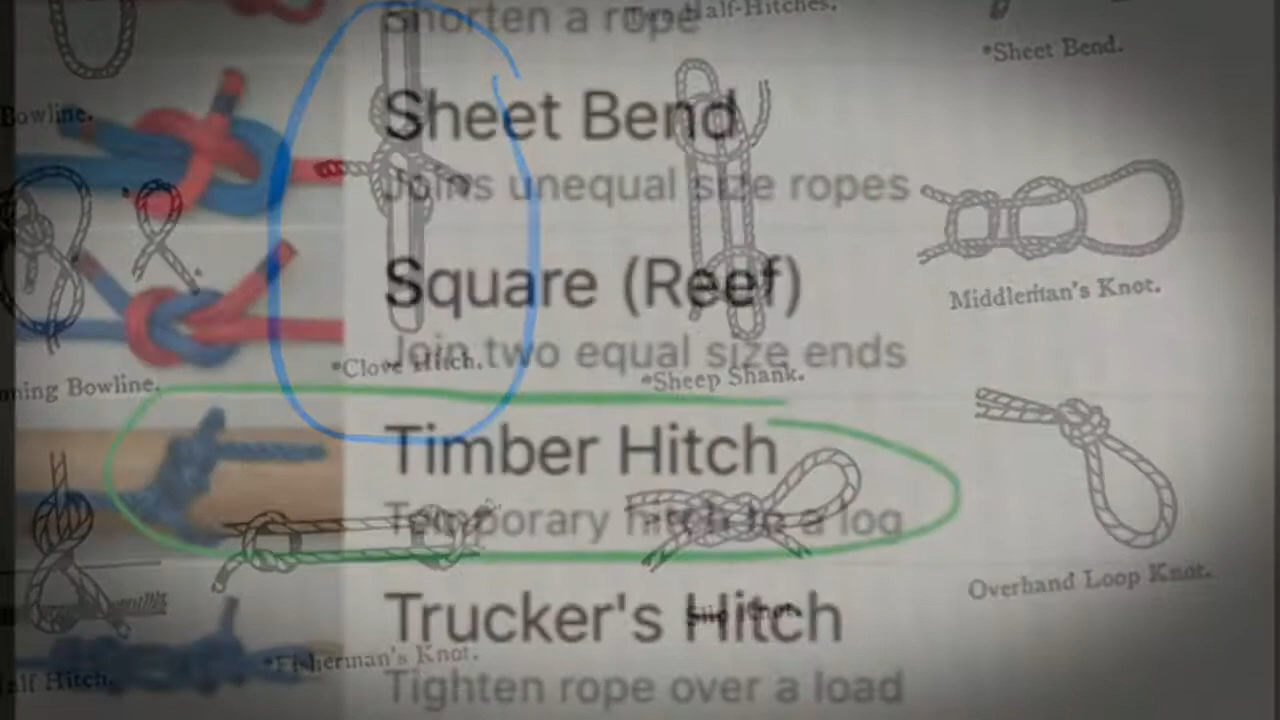 Shorten a rope
Half-Hitches.
*Sheet Bend.
Bowline.
Sheet Bend
Joins unequal size ropes
Square (Reef)
Middleman's Knot.
Join two equal size ends
*Clove Hitch.
*Sheep Shank.
ning Bowline.
Timber Hitch
Temporary hitch to a log
Overhand Loop Knot.
Trucker's Hitch
Slip Knot.
*Fisherman's Knot.
alf Hitch.
Tighten rope over a load